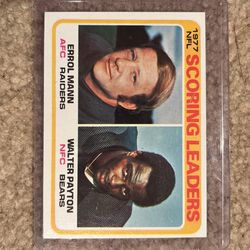 1977
NFL
SCORING LEADERS
ERROL MANN
AFC RAIDERS
WALTER PAYTON
NFC BEARS